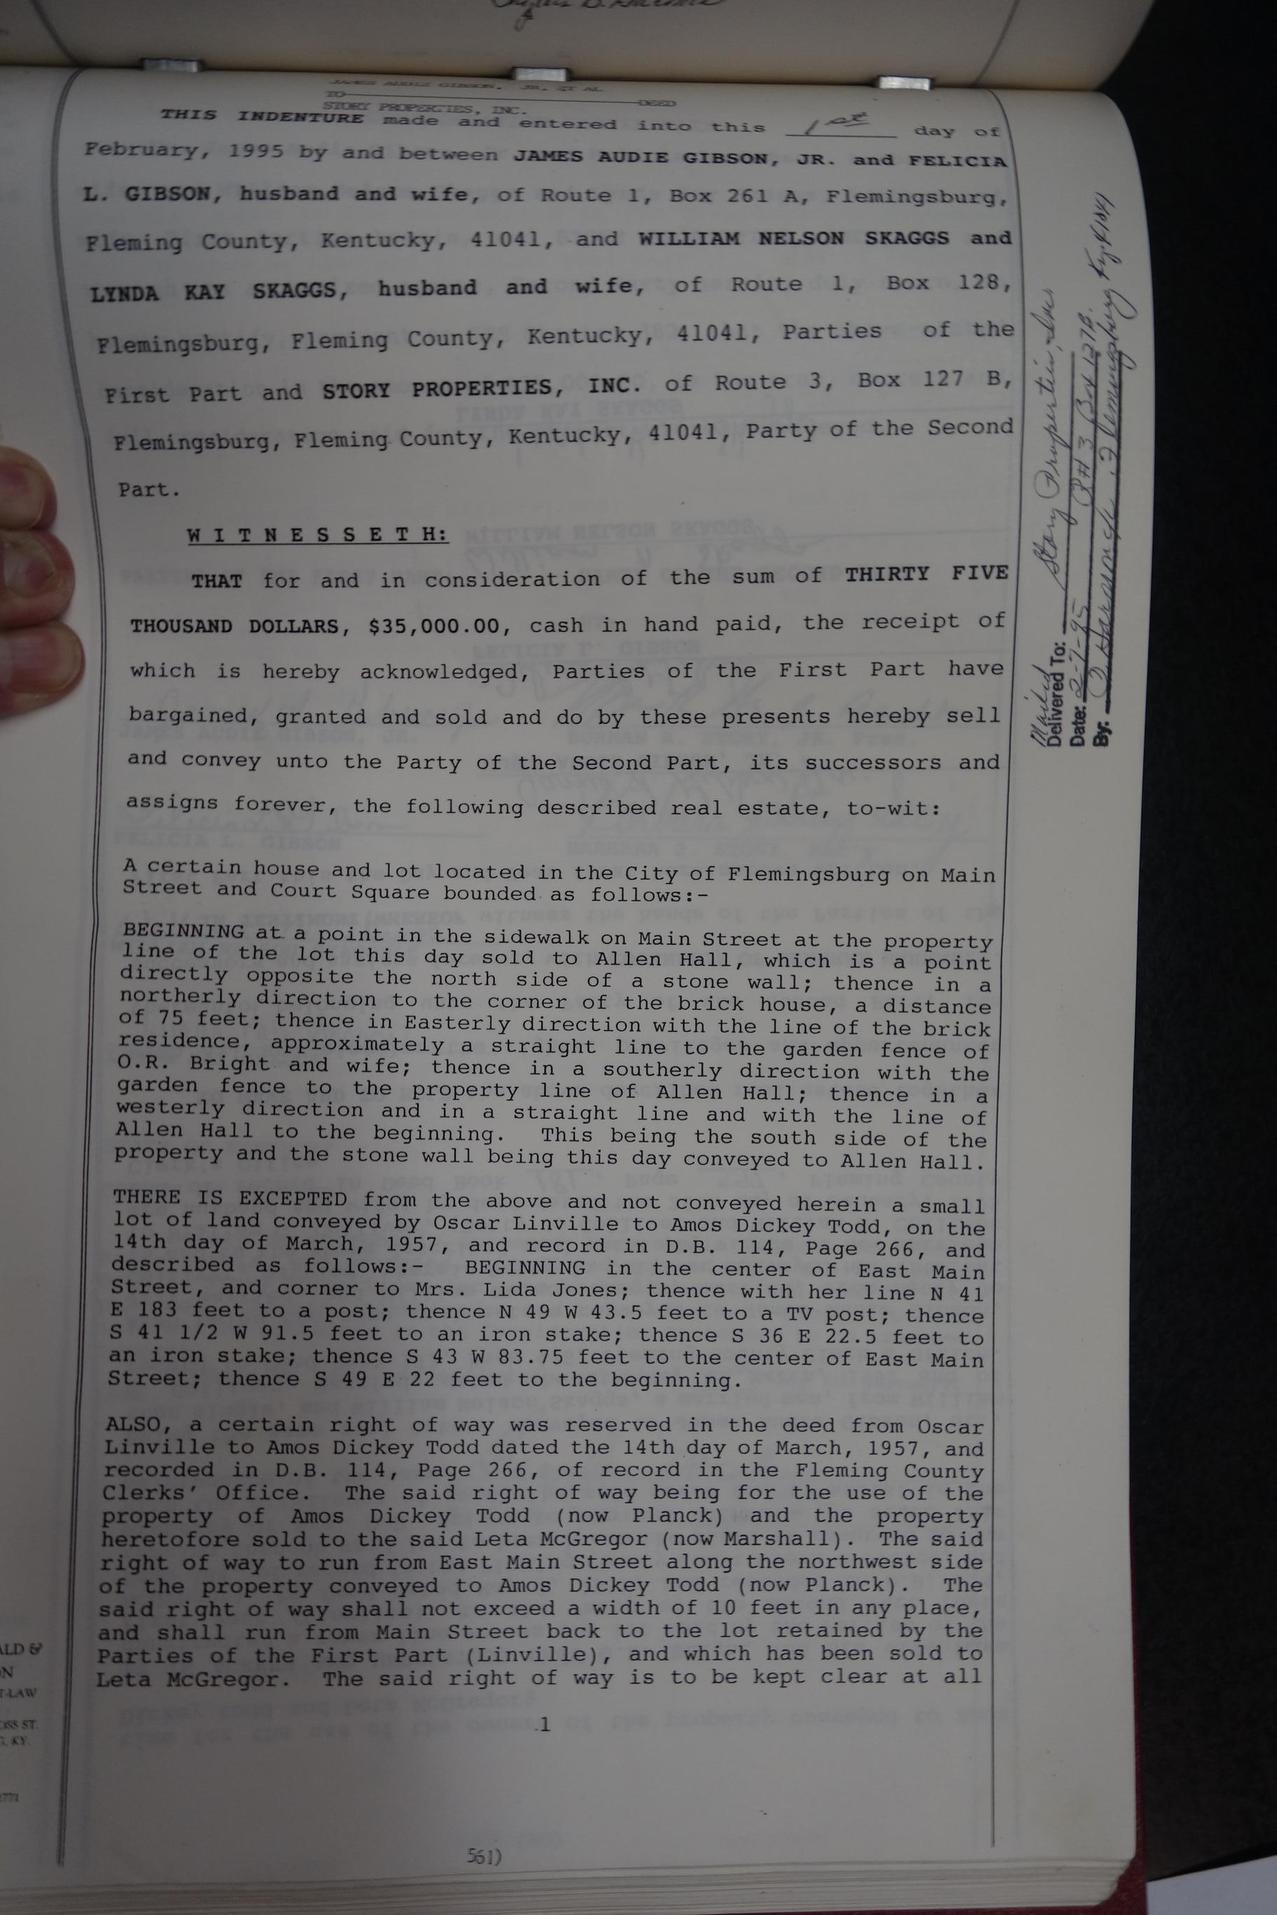 JAMES AUDIE GIBSON, JR. ET AL
TO DEED
STORY PROPERTIES, INC.
THIS INDENTURE made and entered into this 1st day of
February, 1995 by and between JAMES AUDIE GIBSON, JR. and FELICIA
L. GIBSON, husband and wife, of Route 1, Box 261 A, Flemingsburg,
Fleming County, Kentucky, 41041, and WILLIAM NELSON SKAGGS and
LYNDA KAY SKAGGS, husband and wife, of Route 1, Box 128,
Flemingsburg, Fleming County, Kentucky, 41041, Parties of the
First Part and STORY PROPERTIES, INC. of Route 3, Box 127 B,
Flemingsburg, Fleming County, Kentucky, 41041, Party of the Second
Part.
W I T N E S S E T H:
THAT for and in consideration of the sum of THIRTY FIVE
THOUSAND DOLLARS, $35,000.00, cash in hand paid, the receipt of
which is hereby acknowledged, Parties of the First Part have
bargained, granted and sold and do by these presents hereby sell
and convey unto the Party of the Second Part, its successors and
assigns forever, the following described real estate, to-wit:
A certain house and lot located in the City of Flemingsburg on Main
Street and Court Square bounded as follows:-
BEGINNING at a point in the sidewalk on Main Street at the property
line of the lot this day sold to Allen Hall, which is a point
directly opposite the north side of a stone wall; thence in a
northerly direction to the corner of the brick house, a distance
of 75 feet; thence in Easterly direction with the line of the brick
residence, approximately a straight line to the garden fence of
O.R. Bright and wife; thence in a southerly direction with the
garden fence to the property line of Allen Hall; thence in a
westerly direction and in a straight line and with the line of
Allen Hall to the beginning. This being the south side of the
property and the stone wall being this day conveyed to Allen Hall.
THERE IS EXCEPTED from the above and not conveyed herein a small
lot of land conveyed by Oscar Linville to Amos Dickey Todd, on the
14th day of March, 1957, and record in D.B. 114, Page 266, and
described as follows:- BEGINNING in the center of East Main
Street, and corner to Mrs. Lida Jones; thence with her line N 41
E 183 feet to a post; thence N 49 W 43.5 feet to a TV post; thence
S 41 1/2 W 91.5 feet to an iron stake; thence S 36 E 22.5 feet to
an iron stake; thence S 43 W 83.75 feet to the center of East Main
Street; thence S 49 E 22 feet to the beginning.
ALSO, a certain right of way was reserved in the deed from Oscar
Linville to Amos Dickey Todd dated the 14th day of March, 1957, and
recorded in D.B. 114, Page 266, of record in the Fleming County
Clerks' Office. The said right of way being for the use of the
property of Amos Dickey Todd (now Planck) and the property
heretofore sold to the said Leta McGregor (now Marshall). The said
right of way to run from East Main Street along the northwest side
of the property conveyed to Amos Dickey Todd (now Planck). The
said right of way shall not exceed a width of 10 feet in any place,
and shall run from Main Street back to the lot retained by the
Parties of the First Part (Linville), and which has been sold to
Leta McGregor. The said right of way is to be kept clear at all
1
561)
Mailed
Delivered To: Story Properties, Inc
Date: 2-7-95 Rt 3 Box 127B
By: Flemingsburg Ky 41041
ALD &
N
T-LAW
OSS ST.
G, KY.